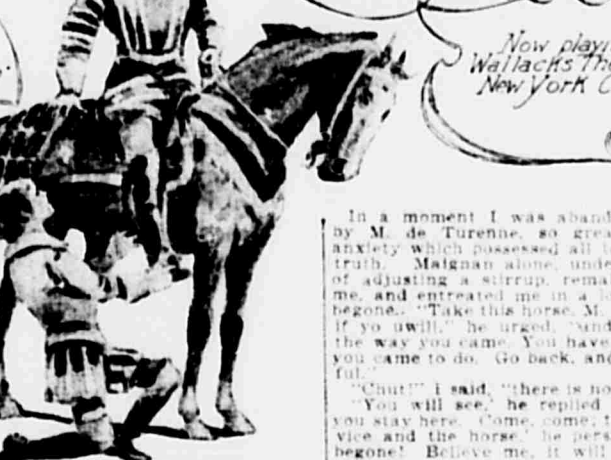 Now playi
Wallacks The
New York C
In a moment I was aband
by M. de Turenne, so grea
anxiety which possessed all
truth. Maignan alone, unde
of adjusting a stirrup, rema
me, and entreated me in a
begone. "Take this horse, M.
if yo uwill," he urged, "and
the way you came. You have
you came to do. Go back, and
ful."
"Chut!" I said, "there is no
"You will see,' he replied
you stay here. Come, come;
vice and the horse,' he pers
begone! Believe me, it will